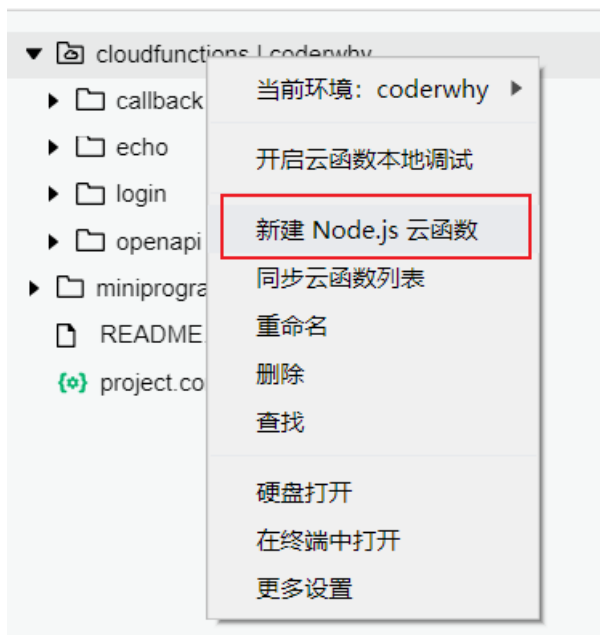 cloudfunctions | coderwhy
callback
echo
login
openapi
miniprogra
README.
project.co
当前环境：coderwhy
开启云函数本地调试
新建 Node.js 云函数
同步云函数列表
重命名
删除
查找
硬盘打开
在终端中打开
更多设置